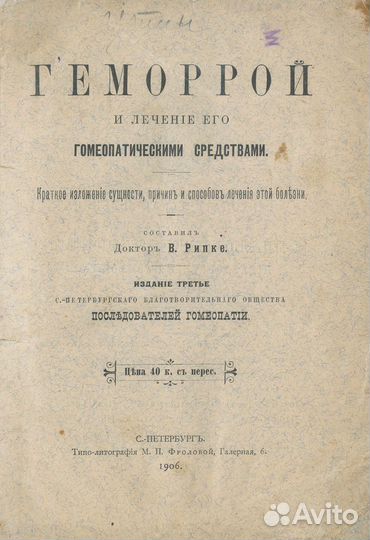 ГЕМОРРОЙ
И ЛЕЧЕНІЕ ЕГО
ГОМЕОПАТИЧЕСКИМИ СРЕДСТВАМИ.
Краткое изложеніе сущности, причинъ и способовъ леченія этой болѣзни.
СОСТАВИЛЪ
Докторъ В. Рипке.
ИЗДАНІЕ ТРЕТЬЕ
С.-ПЕТЕРБУРГСКАГО БЛАГОТВОРИТЕЛЬНАГО ОБЩЕСТВА
ПОСЛѢДОВАТЕЛЕЙ ГОМЕОПАТІИ.
Цѣна 40 к. съ перес.
С.-ПЕТЕРБУРГЪ.
Типо-литографія М. П. Фроловой, Галерная, 6.
1906.
Avito